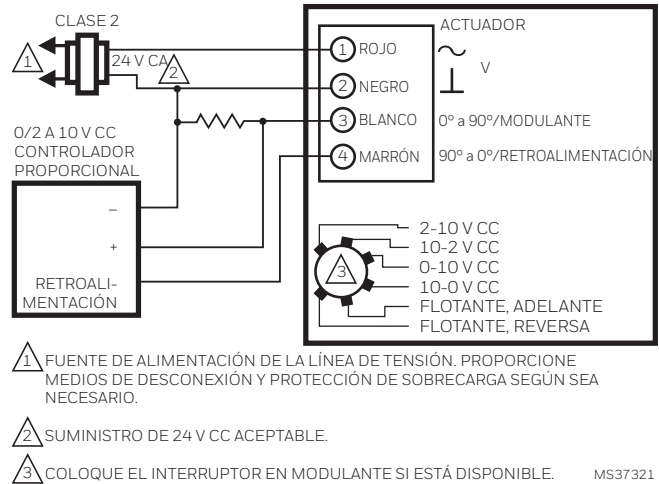 CLASE 2
1
24 V CA
2
0/2 A 10 V CC
CONTROLADOR
PROPORCIONAL
–
+
RETROALI-
MENTACIÓN
ACTUADOR
1 ROJO
2 NEGRO
V
3 BLANCO 0º a 90º/MODULANTE
4 MARRÓN 90º a 0º/RETROALIMENTACIÓN
3
2-10 V CC
10-2 V CC
0-10 V CC
10-0 V CC
FLOTANTE, ADELANTE
FLOTANTE, REVERSA
1 FUENTE DE ALIMENTACIÓN DE LA LÍNEA DE TENSIÓN. PROPORCIONE
MEDIOS DE DESCONEXIÓN Y PROTECCIÓN DE SOBRECARGA SEGÚN SEA
NECESARIO.
2 SUMINISTRO DE 24 V CC ACEPTABLE.
3 COLOQUE EL INTERRUPTOR EN MODULANTE SI ESTÁ DISPONIBLE. MS37321